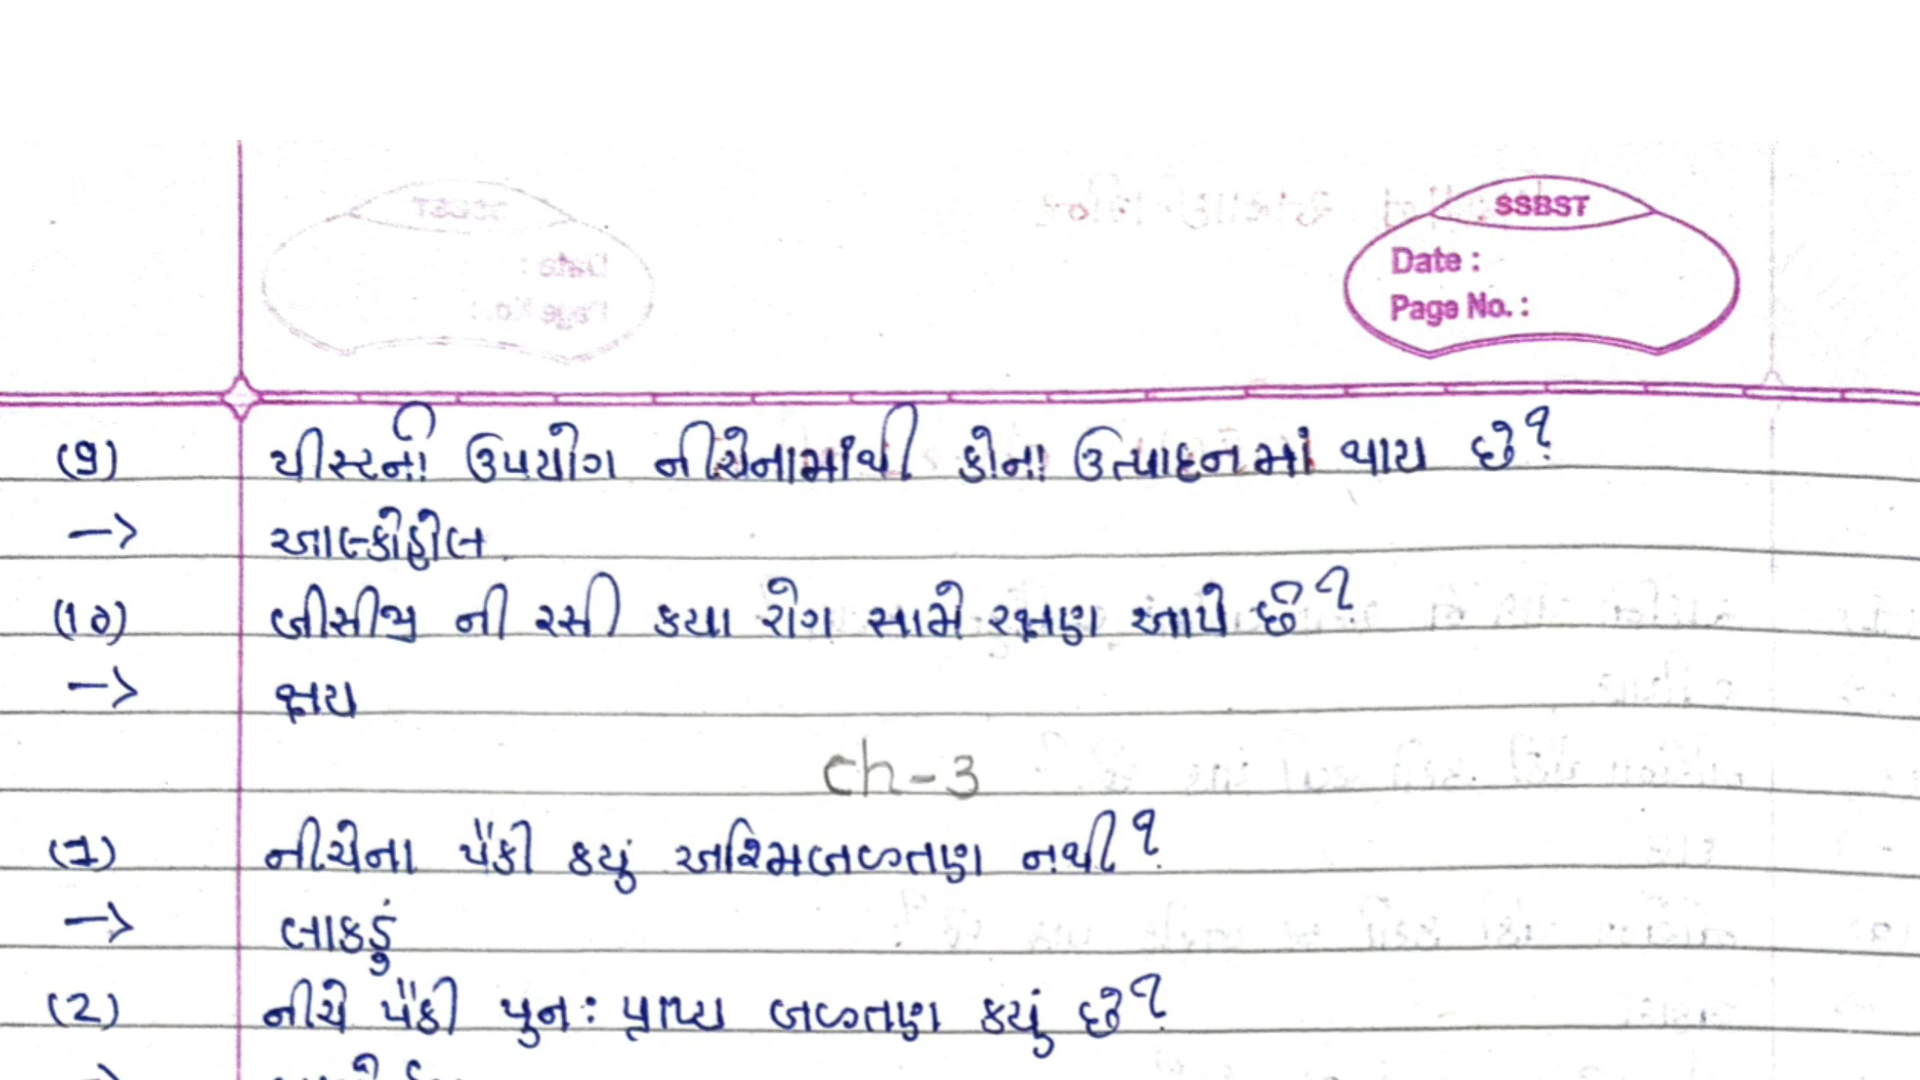 SSBST
Date :
Page No. :
(9) યીસ્ટનો ઉપયોગ નીચેનામાંથી કોના ઉત્પાદનમાં થાય છે?
→ આલ્કોહોલ
(10) બીસીજી ની રસી કયા રોગ સામે રક્ષણ આપે છે?
→ ક્ષય
ch-3
(1) નીચેના પૈકી કયું અશ્મિબળતણ નથી?
→ લાકડું
(2) નીચે પૈકી પુનઃ પ્રાપ્ય બળતણ કયું છે?